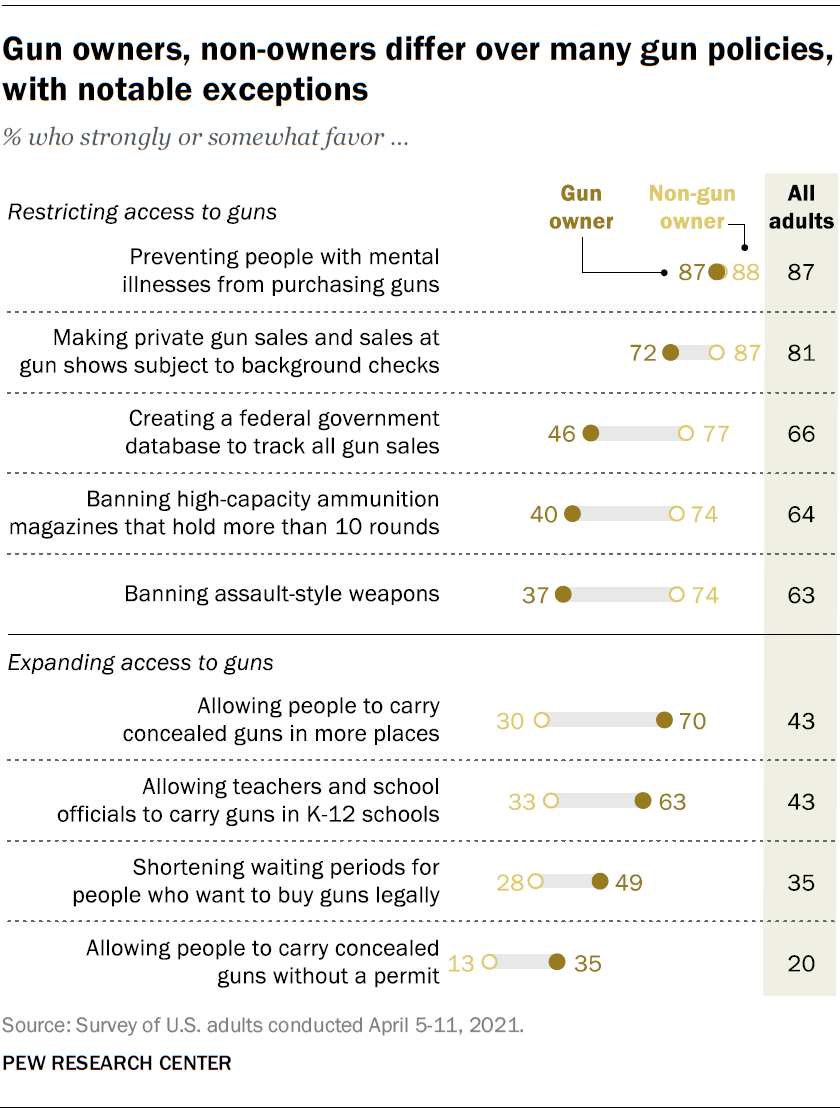 Gun owners, non-owners differ over many gun policies,
with notable exceptions
% who strongly or somewhat favor ...
Restricting access to guns
Gun
owner
Non-gun
owner
All
adults
Preventing people with mental
illnesses from purchasing guns
87 88 87
Making private gun sales and sales at
gun shows subject to background checks
72 87 81
Creating a federal government
database to track all gun sales
46 77 66
Banning high-capacity ammunition
magazines that hold more than 10 rounds
40 74 64
Banning assault-style weapons
37 74 63
Expanding access to guns
Allowing people to carry
concealed guns in more places
30 70 43
Allowing teachers and school
officials to carry guns in K-12 schools
33 63 43
Shortening waiting periods for
people who want to buy guns legally
28 49 35
Allowing people to carry concealed
guns without a permit
13 35 20
Source: Survey of U.S. adults conducted April 5-11, 2021.
PEW RESEARCH CENTER